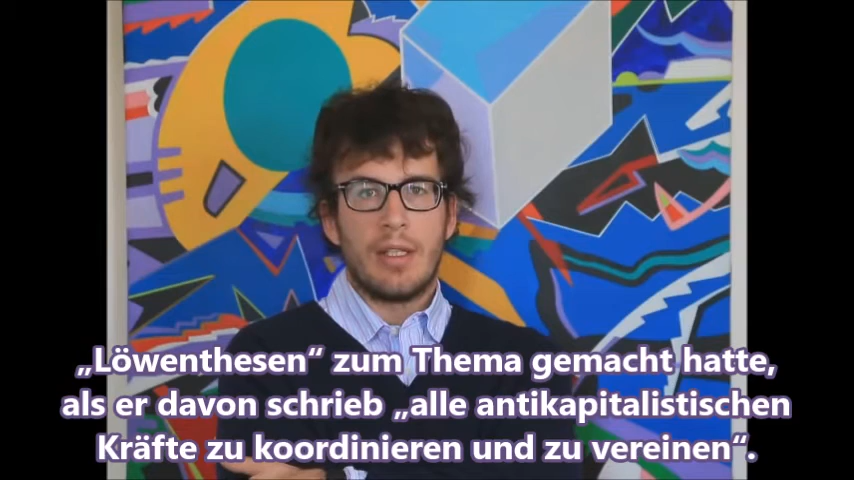 „Löwenthesen“ zum Thema gemacht hatte,
als er davon schrieb „alle antikapitalistischen
Kräfte zu koordinieren und zu vereinen“.